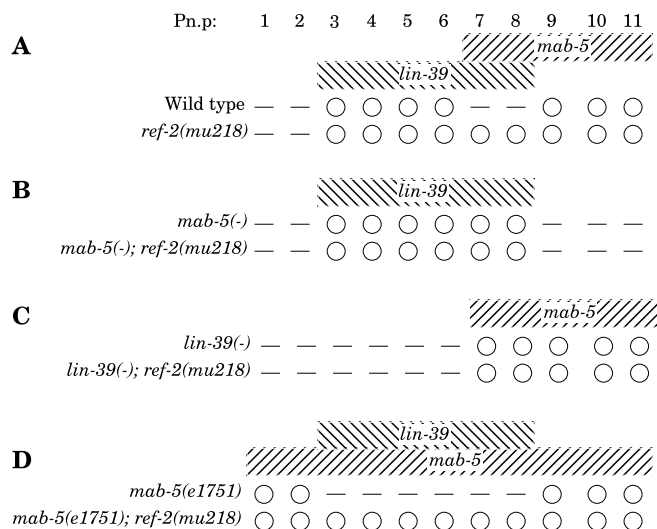 Pn.p: 1 2 3 4 5 6 7 8 9 10 11
A
mab-5
lin-39
Wild type
ref-2(mu218)
B
lin-39
mab-5(-)
mab-5(-); ref-2(mu218)
C
mab-5
lin-39(-)
lin-39(-); ref-2(mu218)
D
lin-39
mab-5
mab-5(e1751)
mab-5(e1751); ref-2(mu218)